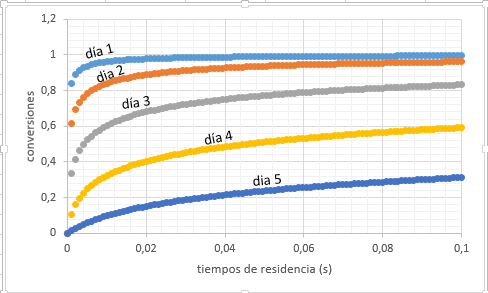 1,2
1
0,8
0,6
0,4
0,2
0
conversiones
día 1
día 2
día 3
día 4
dia 5
0
0,02
0,04
0,06
0,08
0,1
tiempos de residencia (s)